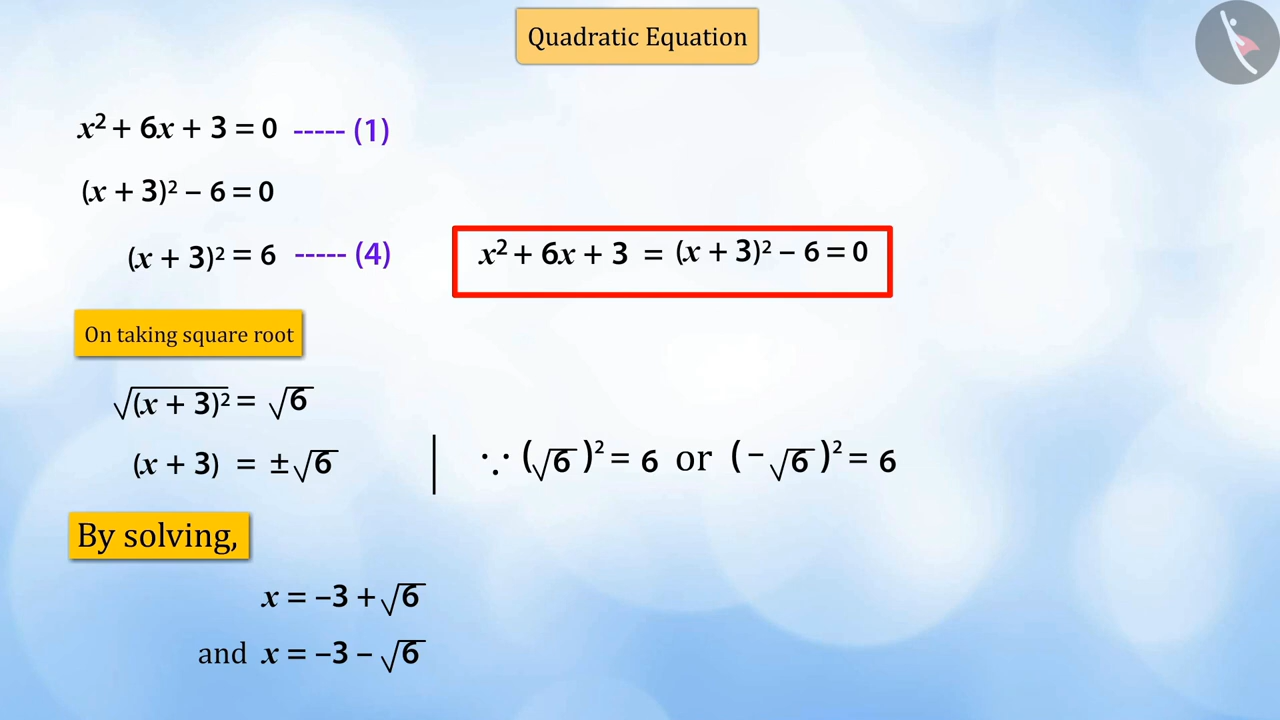 Quadratic Equation
x² + 6x + 3 = 0 ----- (1)
(x + 3)² – 6 = 0
(x + 3)² = 6 ----- (4)
x² + 6x + 3 = (x + 3)² – 6 = 0
On taking square root
√(x + 3)² = √6
(x + 3) = ±√6 | ∵ (√6)² = 6 or (–√6)² = 6
By solving,
x = –3 + √6
and x = –3 – √6